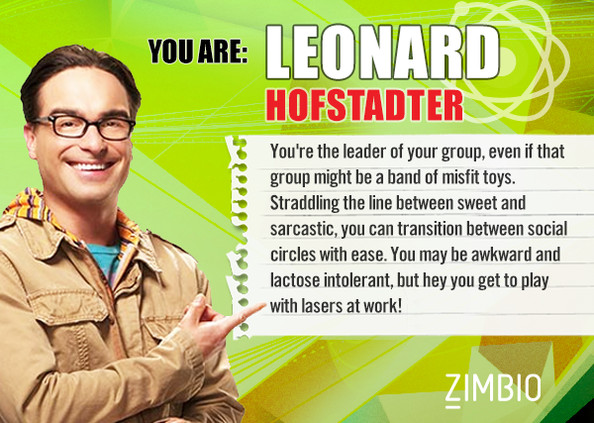 YOU ARE: LEONARD
HOFSTADTER
You're the leader of your group, even if that
group might be a band of misfit toys.
Straddling the line between sweet and
sarcastic, you can transition between social
circles with ease. You may be awkward and
lactose intolerant, but hey you get to play
with lasers at work!
ZIMBIO